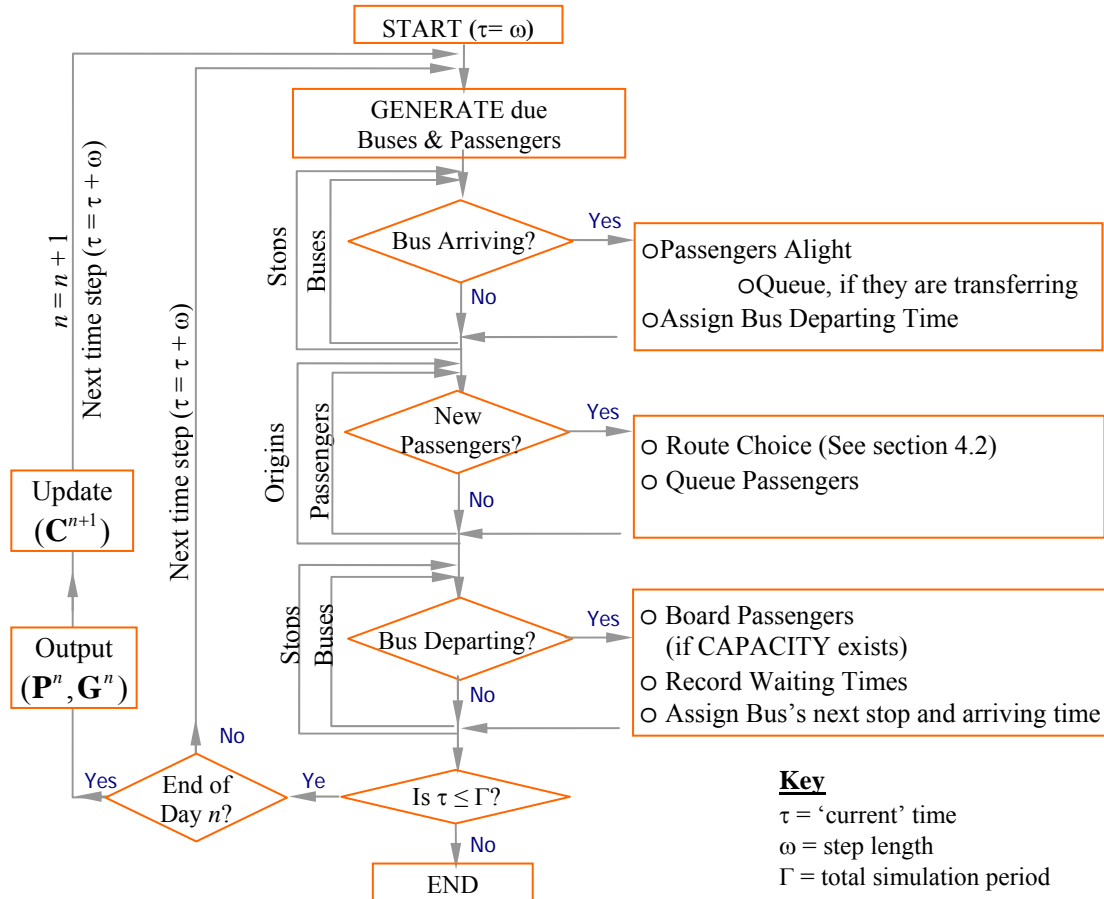 START (τ= ω)
GENERATE due
Buses & Passengers
Stops
Buses
Bus Arriving?
Yes
No
○Passengers Alight
○Queue, if they are transferring
○Assign Bus Departing Time
Origins
Passengers
New
Passengers?
Yes
No
○ Route Choice (See section 4.2)
○ Queue Passengers
Stops
Buses
Bus Departing?
Yes
No
○ Board Passengers
(if CAPACITY exists)
○ Record Waiting Times
○ Assign Bus's next stop and arriving time
Is τ ≤ Γ?
Ye
No
END
End of
Day n?
Yes
No
Next time step (τ = τ + ω)
Output
(Pⁿ, Gⁿ)
Update
(Cⁿ⁺¹)
n = n + 1
Next time step (τ = τ + ω)
Key
τ = ‘current’ time
ω = step length
Γ = total simulation period